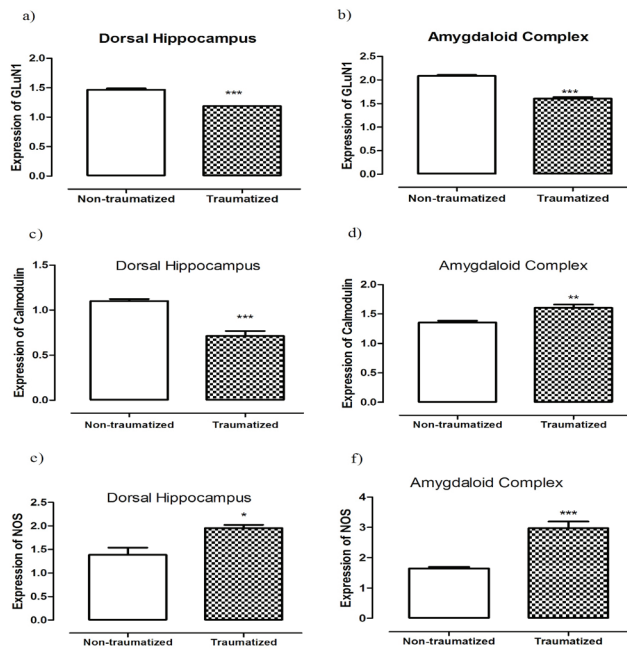 a)
Dorsal Hippocampus
Expression of GLuN1
2.0
1.5
1.0
0.5
0.0
***
Non-traumatized Traumatized
b)
Amygdaloid Complex
Expression of GLuN1
2.5
2.0
1.5
1.0
0.5
0.0
***
Non-traumatized Traumatized
c)
Dorsal Hippocampus
Expression of Calmodulin
1.5
1.0
0.5
0.0
***
Non-traumatized Traumatized
d)
Amygdaloid Complex
Expression of Calmodulin
2.0
1.5
1.0
0.5
0.0
**
Non-traumatized Traumatized
e)
Dorsal Hippocampus
Expression of NOS
2.5
2.0
1.5
1.0
0.5
0.0
*
Non-traumatized Traumatized
f)
Amygdaloid Complex
Expression of NOS
4
3
2
1
0
***
Non-traumatized Traumatized